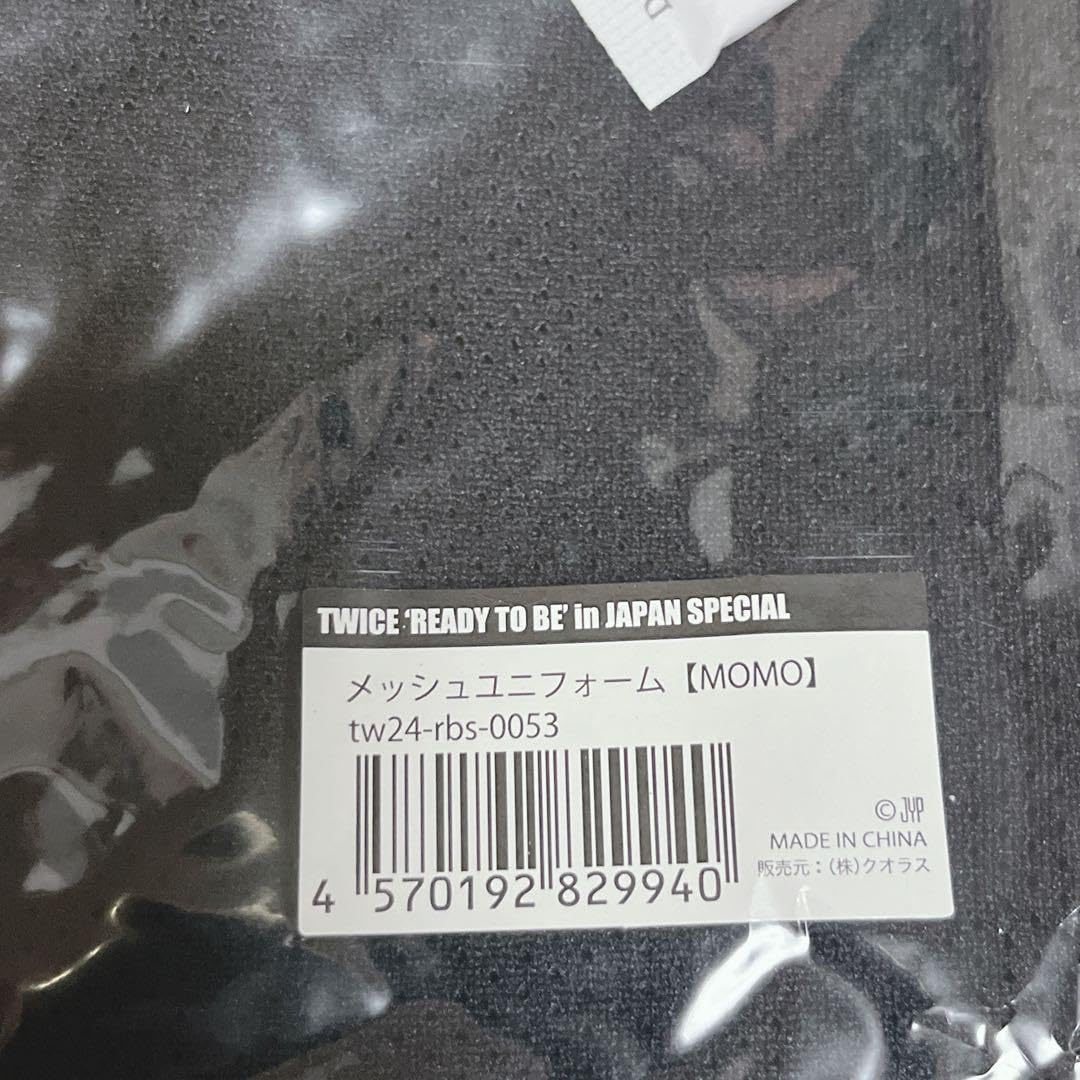 TWICE ‘READY TO BE’ in JAPAN SPECIAL
メッシュユニフォーム【MOMO】
tw24-rbs-0053
4 570192 829940
©JYP
MADE IN CHINA
販売元：(株)クオラス